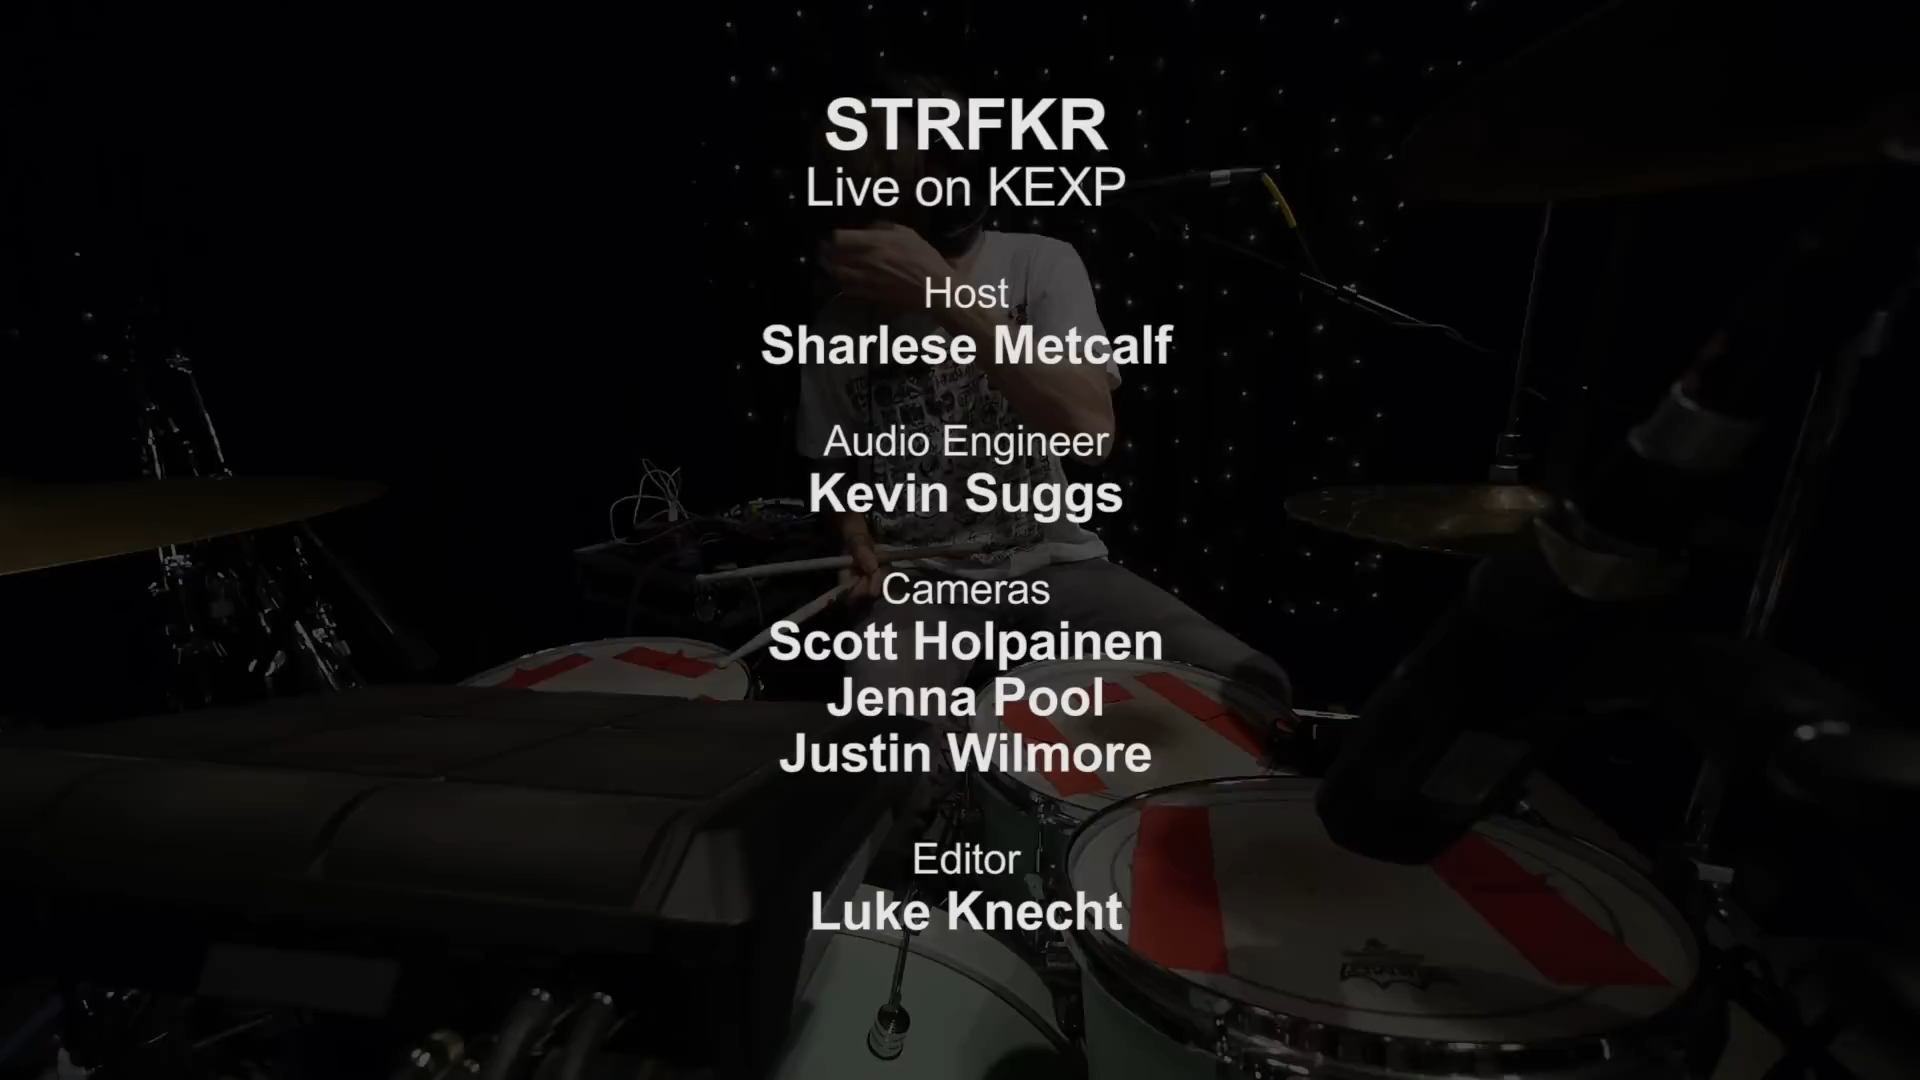 STRFKR
Live on KEXP
Host
Sharlese Metcalf
Audio Engineer
Kevin Suggs
Cameras
Scott Holpainen
Jenna Pool
Justin Wilmore
Editor
Luke Knecht